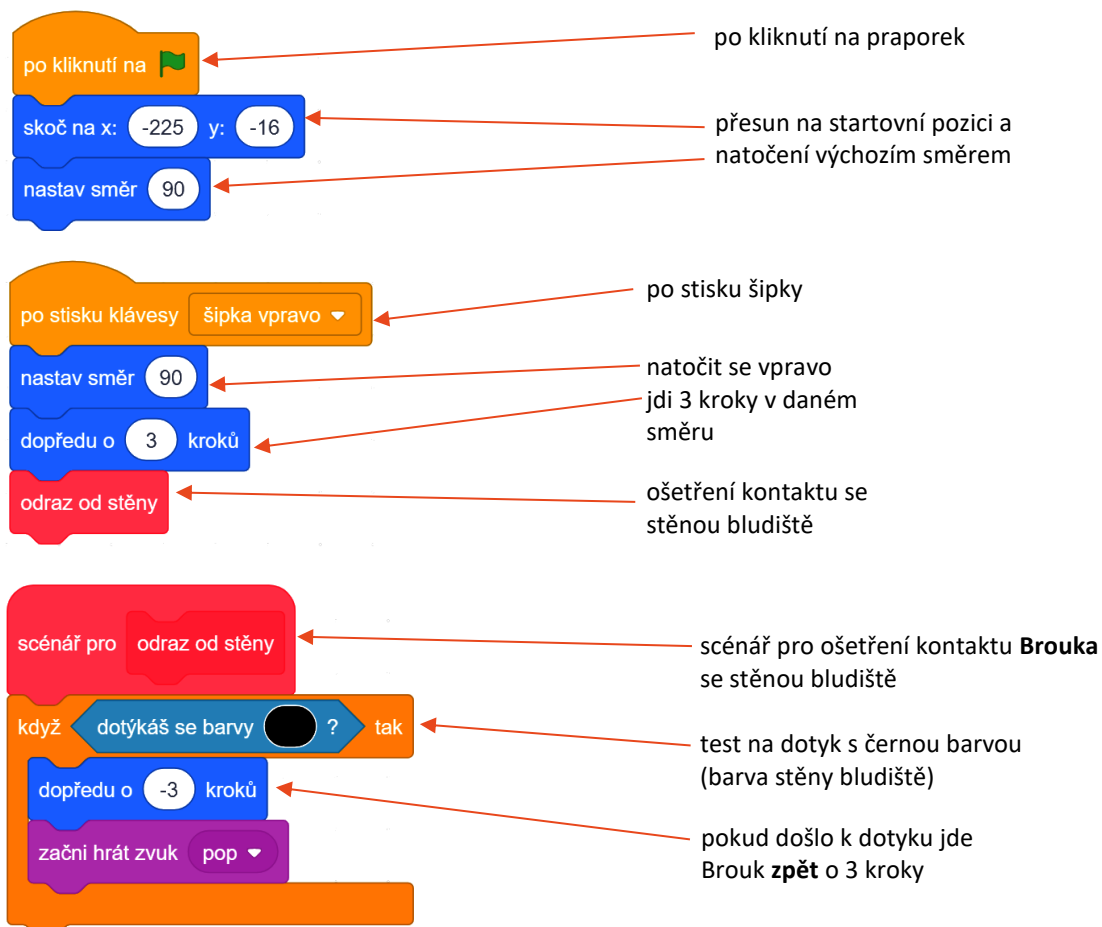 po kliknutí na
po kliknutí na praporek
skoč na x: -225 y: -16
přesun na startovní pozici a
natočení výchozím směrem
nastav směr 90
po stisku klávesy šipka vpravo
po stisku šipky
nastav směr 90
natočit se vpravo
jdi 3 kroky v daném
směru
dopředu o 3 kroků
odraz od stěny
ošetření kontaktu se
stěnou bludiště
scénář pro odraz od stěny
scénář pro ošetření kontaktu Brouka
se stěnou bludiště
když dotýkáš se barvy ? tak
test na dotyk s černou barvou
(barva stěny bludiště)
dopředu o -3 kroků
začni hrát zvuk pop
pokud došlo k dotyku jde
Brouk zpět o 3 kroky